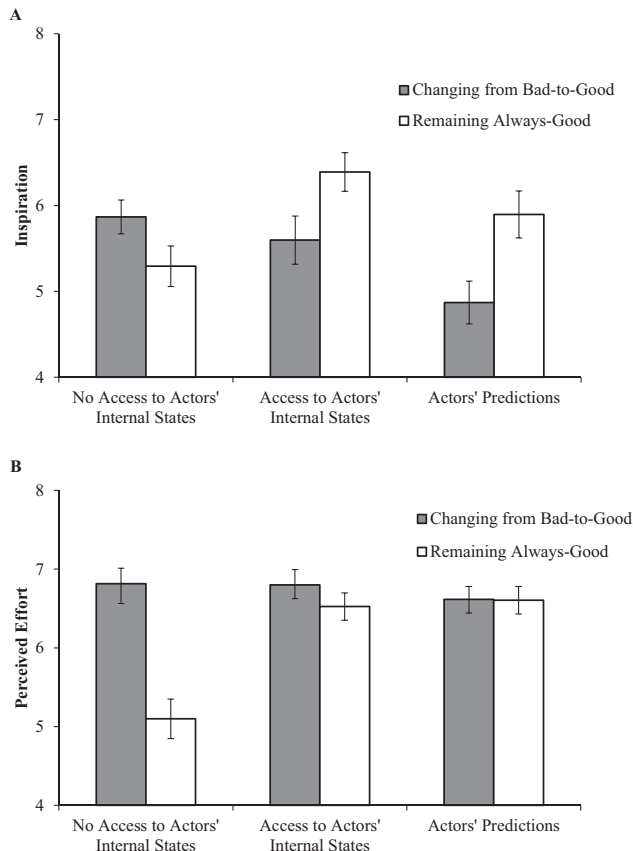 A
8
7
6
5
4
Inspiration
Changing from Bad-to-Good
Remaining Always-Good
No Access to Actors'
Internal States
Access to Actors'
Internal States
Actors' Predictions
B
8
7
6
5
4
Perceived Effort
Changing from Bad-to-Good
Remaining Always-Good
No Access to Actors'
Internal States
Access to Actors'
Internal States
Actors' Predictions